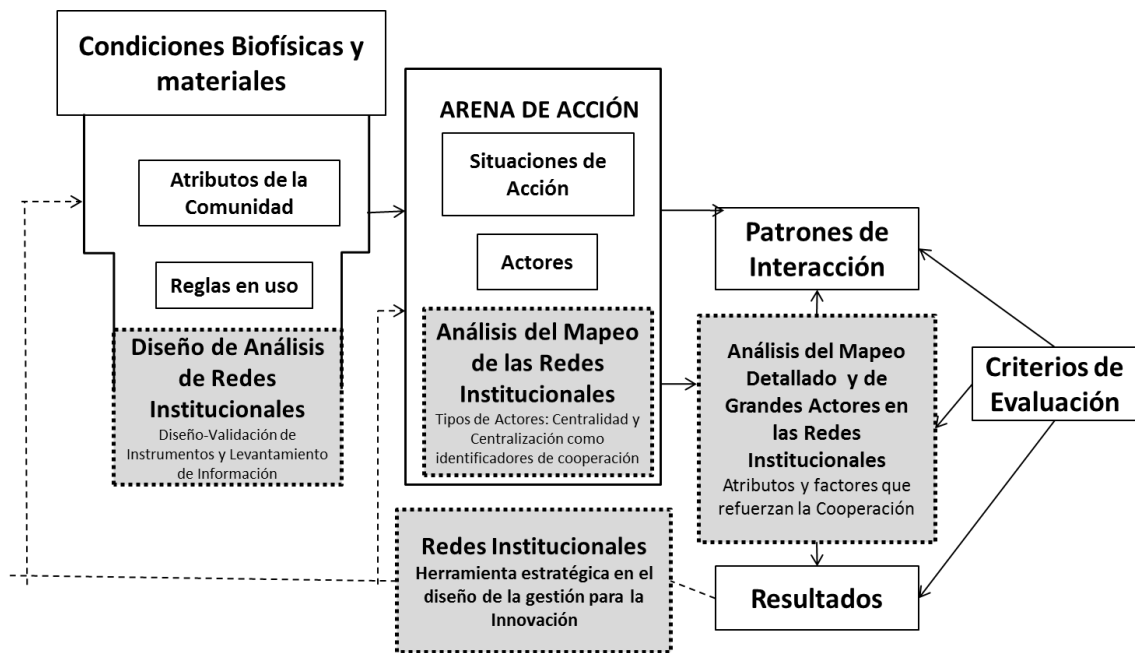 Condiciones Biofísicas y
materiales
Atributos de la
Comunidad
Reglas en uso
Diseño de Análisis
de Redes
Institucionales
Diseño-Validación de
Instrumentos y Levantamiento
de Información
ARENA DE ACCIÓN
Situaciones de
Acción
Actores
Análisis del Mapeo
de las Redes
Institucionales
Tipos de Actores: Centralidad y
Centralización como
identificadores de cooperación
Patrones de
Interacción
Análisis del Mapeo
Detallado y de
Grandes Actores en
las Redes
Institucionales
Atributos y factores que
refuerzan la Cooperación
Criterios de
Evaluación
Redes Institucionales
Herramienta estratégica en el
diseño de la gestión para la
Innovación
Resultados